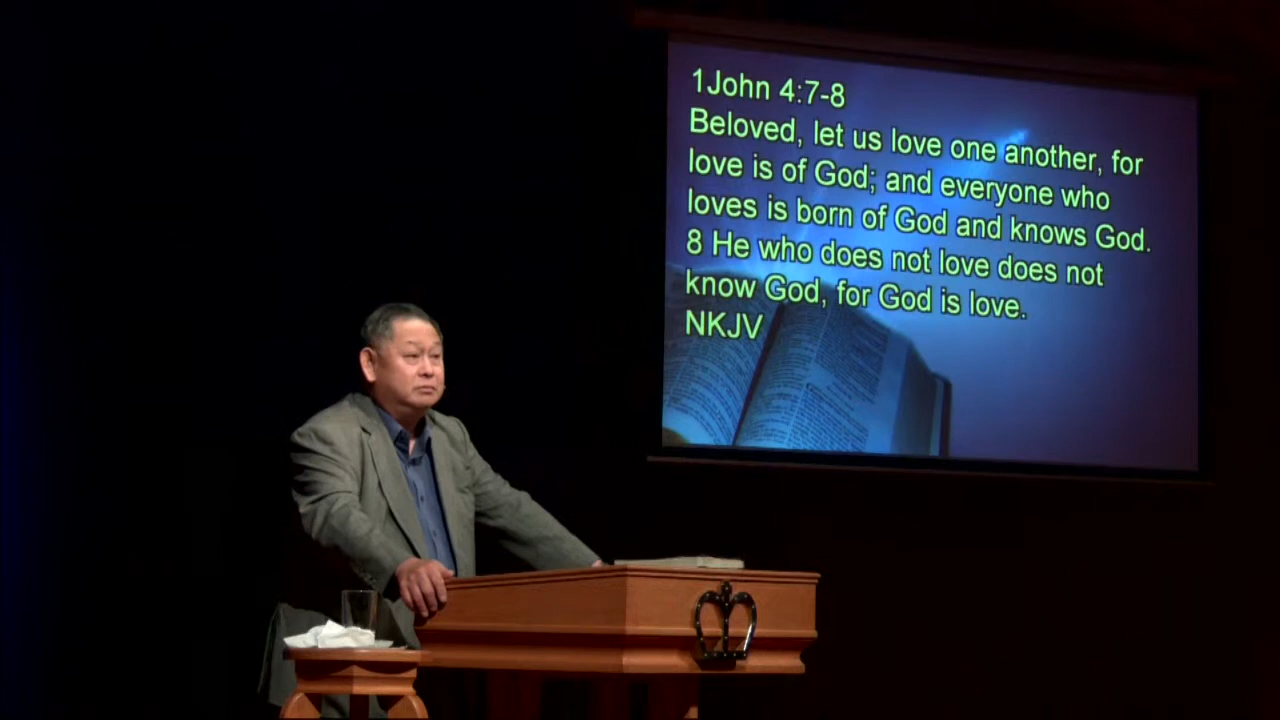 1John 4:7-8
Beloved, let us love one another, for
love is of God; and everyone who
loves is born of God and knows God.
8 He who does not love does not
know God, for God is love.
NKJV